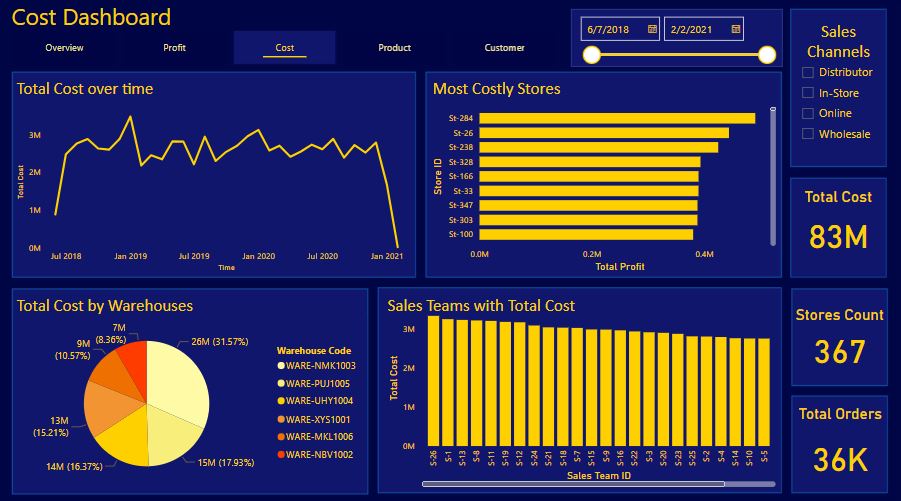 Cost Dashboard
Overview
Profit
Cost
Product
Customer
6/7/2018
2/2/2021
Sales
Channels
Distributor
In-Store
Online
Wholesale
Total Cost over time
Total Cost
3M
2M
1M
0M
Jul 2018
Jan 2019
Jul 2019
Jan 2020
Jul 2020
Jan 2021
Time
Most Costly Stores
Store ID
St-284
St-26
St-238
St-328
St-166
St-33
St-347
St-303
St-100
0.0M
0.2M
0.4M
Total Profit
Total Cost
83M
Total Cost by Warehouses
7M
(8.36%)
9M
(10.57%)
13M
(15.21%)
14M (16.37%)
15M (17.93%)
26M (31.57%)
Warehouse Code
WARE-NMK1003
WARE-PUJ1005
WARE-UHY1004
WARE-XYS1001
WARE-MKL1006
WARE-NBV1002
Sales Teams with Total Cost
Total Cost
3M
2M
1M
0M
S-26
S-1
S-13
S-8
S-11
S-19
S-12
S-24
S-21
S-18
S-7
S-15
S-9
S-16
S-22
S-3
S-20
S-23
S-25
S-2
S-4
S-14
S-10
S-5
Sales Team ID
Stores Count
367
Total Orders
36K